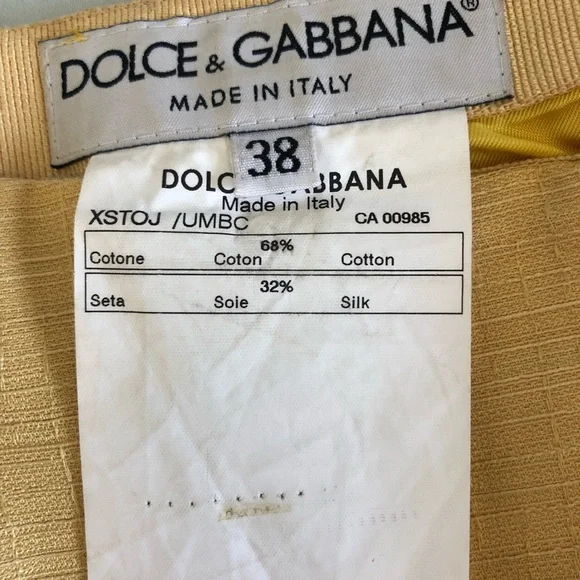 DOLCE & GABBANA®
MADE IN ITALY
38
DOLC ABBANA
Made in Italy
XSTOJ /UMBC CA 00985
68%
Cotone Coton Cotton
32%
Seta Soie Silk